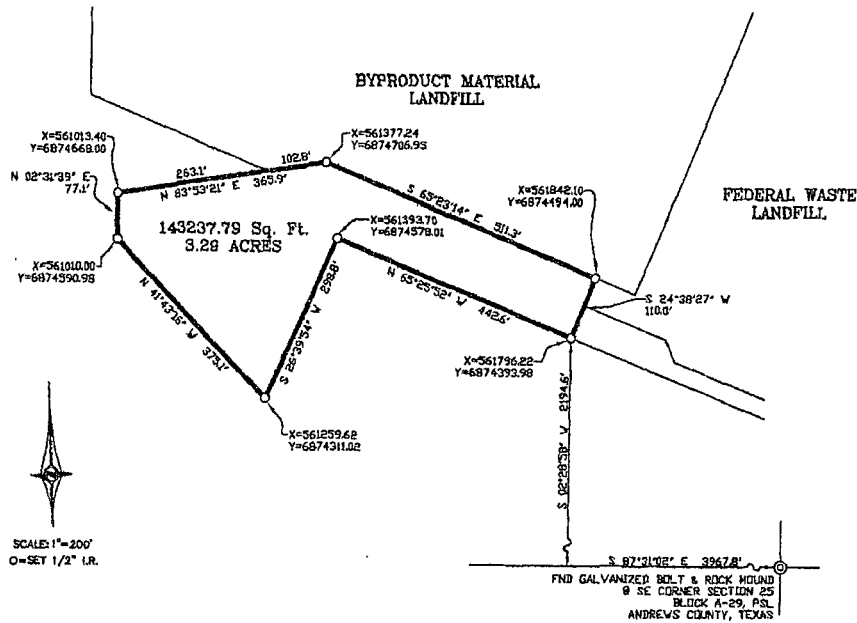 BYPRODUCT MATERIAL
LANDFILL
X=561013.40
Y=6874668.00
263.1'
102.8'
N 83°53'21" E 365.9'
X=561377.24
Y=6874706.95
N 02°31'39" E
77.1'
S 65°23'14" E 511.3'
X=561842.10
Y=6874494.00
FEDERAL WASTE
LANDFILL
143237.79 Sq. Ft.
3.29 ACRES
X=561393.70
Y=6874578.01
X=561010.00
Y=6874590.98
N 41°43'16" W 375.1'
S 26°39'54" W 298.8'
N 65°25'52" W 442.6'
S 24°38'27" W
110.0'
X=561796.22
Y=6874393.98
X=561259.62
Y=6874311.02
S 02°28'58" W 2194.6'
SCALE: 1"=200'
O=SET 1/2" I.R.
S 87°31'02" E 3967.8'
FND GALVANIZED BOLT & ROCK MOUND
@ SE CORNER SECTION 25
BLOCK A-29, PSL
ANDREWS COUNTY, TEXAS